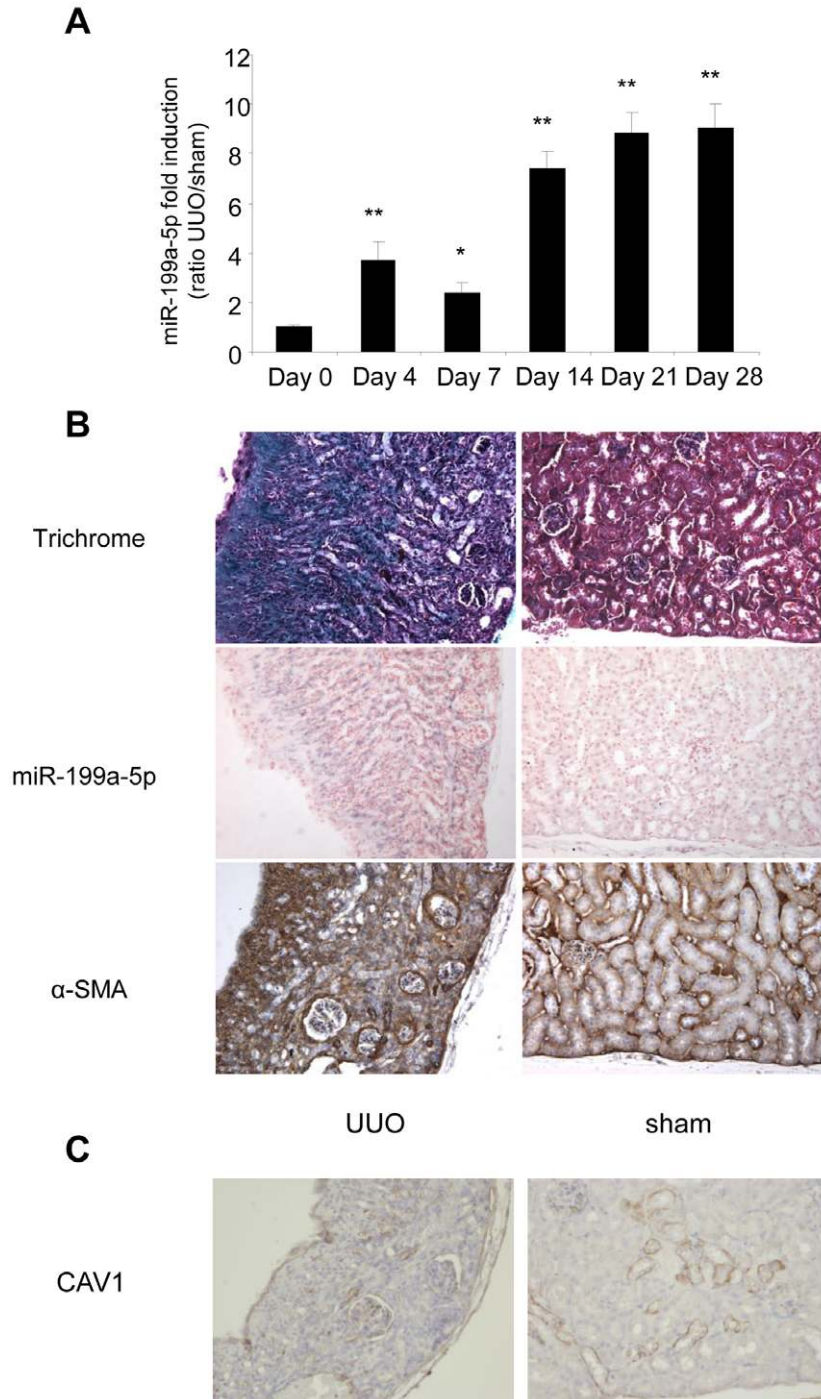 A
miR-199a-5p fold induction
(ratio UUO/sham)
12
10
8
6
4
2
0
**
*
**
**
**
Day 0 Day 4 Day 7 Day 14 Day 21 Day 28
B
Trichrome
miR-199a-5p
α-SMA
UUO sham
C
CAV1